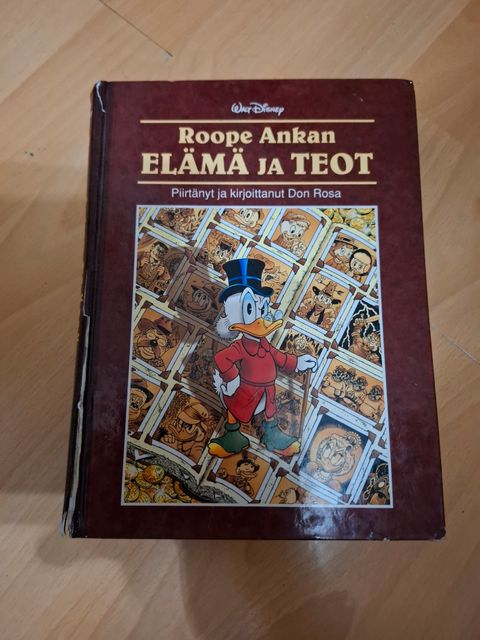 Walt Disney
Roope Ankan
ELÄMÄ JA TEOT
Piirtänyt ja kirjoittanut Don Rosa